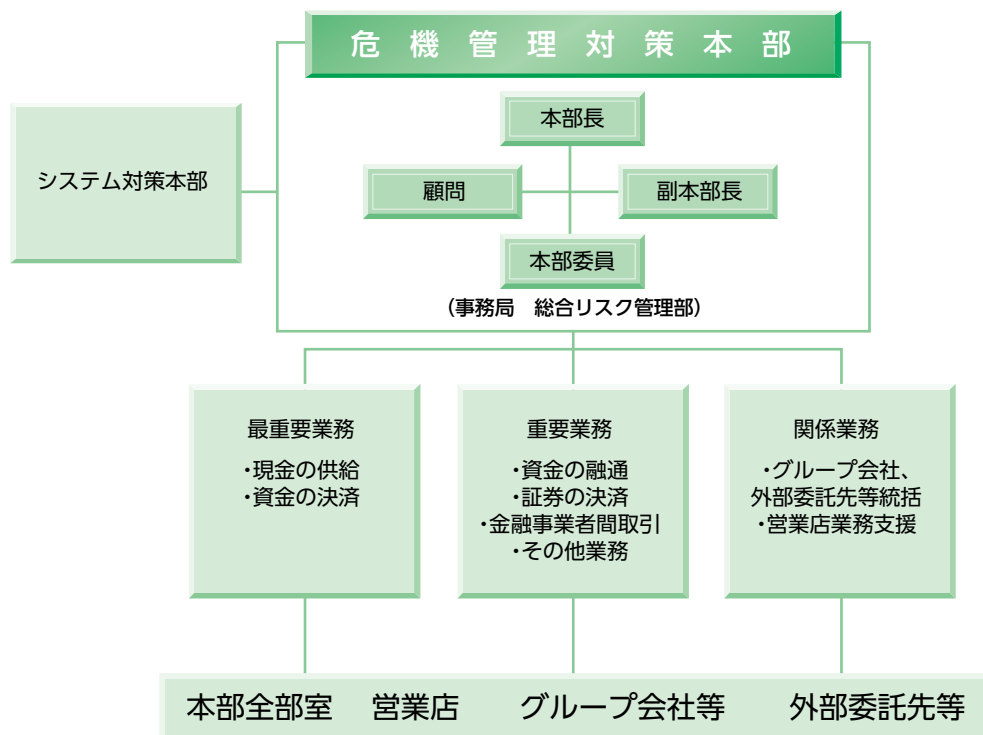 危機管理対策本部
本部長
システム対策本部
顧問
副本部長
本部委員
(事務局　総合リスク管理部)
最重要業務
・現金の供給
・資金の決済
重要業務
・資金の融通
・証券の決済
・金融事業者間取引
・その他業務
関係業務
・グループ会社、
外部委託先等統括
・営業店業務支援
本部全部室　営業店　グループ会社等　外部委託先等